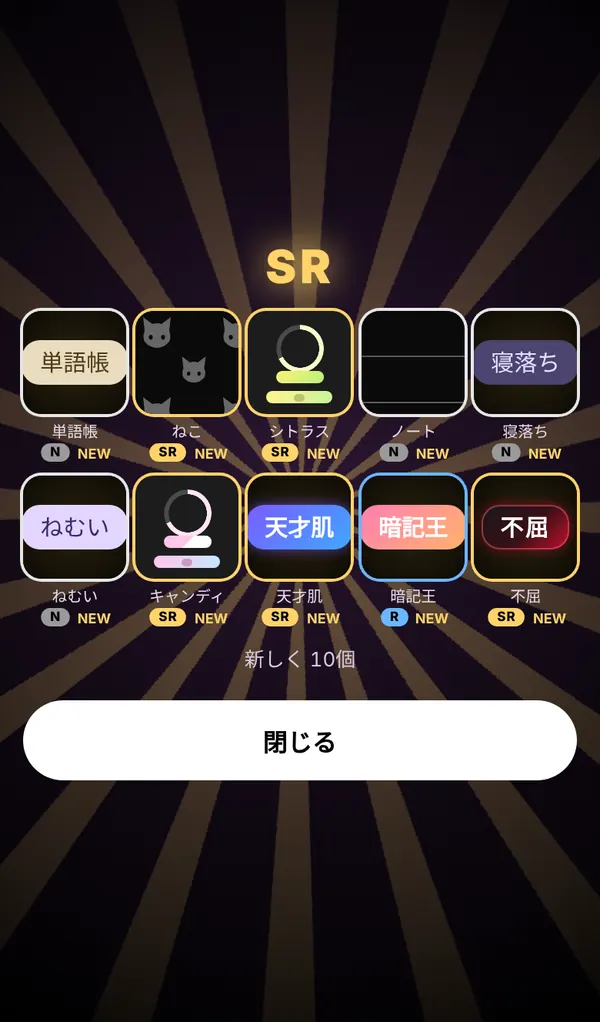 SR
単語帳
寝落ち
単語帳 ねこ シトラス ノート 寝落ち
N NEW SR NEW SR NEW N NEW N NEW
ねむい 天才肌 暗記王 不屈
ねむい キャンディ 天才肌 暗記王 不屈
N NEW SR NEW SR NEW R NEW SR NEW
新しく 10個
閉じる